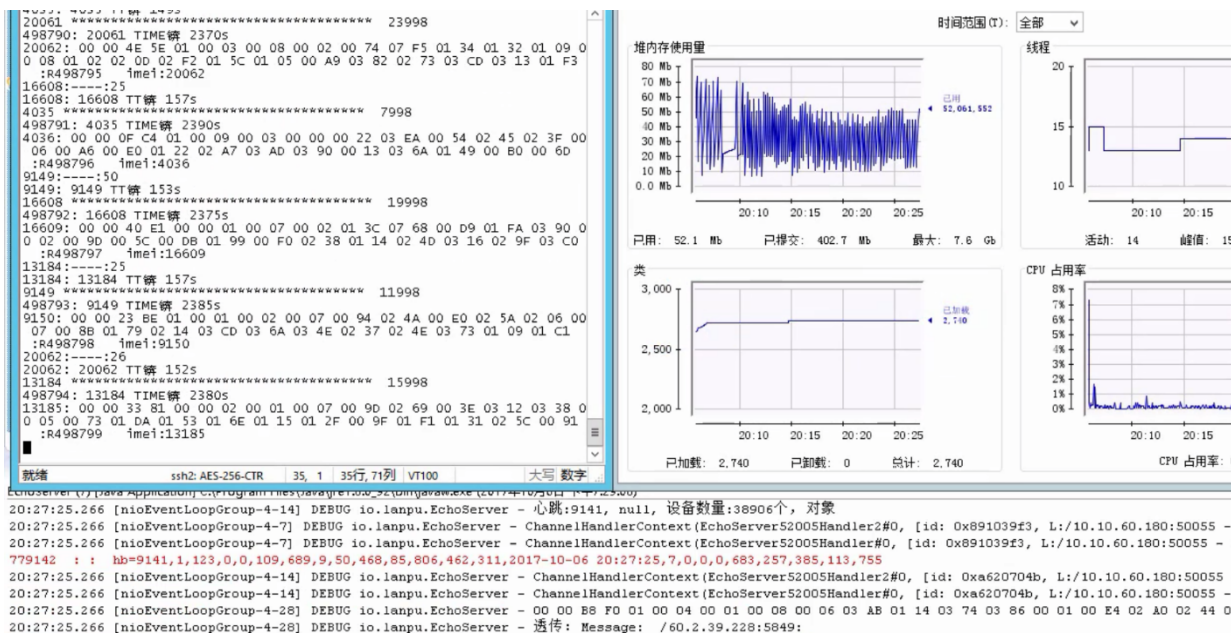 20061 ************************************** 23998
498790: 20061 TIME锛 2370s
20062: 00 00 4E 5E 01 00 03 00 08 00 02 00 74 07 F5 01 34 01 32 01 09 0
0 08 01 02 02 0D 02 F2 01 5C 01 05 00 A9 03 82 02 73 03 CD 03 13 01 F3
:R498795 imei:20062
16608:----:25
16608: 16608 TT锛 157s
4035 ************************************** 7998
498791: 4035 TIME锛 2390s
4036: 00 00 0F C4 01 00 09 00 03 00 00 00 22 03 EA 00 54 02 45 02 3F 00
06 00 A6 00 E0 01 22 02 A7 03 AD 03 90 00 13 03 6A 01 49 00 B0 00 6D
:R498796 imei:4036
9149:----:50
9149: 9149 TT锛 153s
16608 ************************************** 19998
498792: 16608 TIME锛 2375s
16609: 00 00 40 E1 00 00 01 00 07 00 02 01 3C 07 68 00 D9 01 FA 03 90 0
0 02 00 9D 00 5C 00 DB 01 99 00 F0 02 38 01 14 02 4D 03 16 02 9F 03 C0
:R498797 imei:16609
13184:----:25
13184: 13184 TT锛 157s
9149 ************************************** 11998
498793: 9149 TIME锛 2385s
9150: 00 00 23 BE 01 00 01 00 02 00 07 00 94 02 4A 00 E0 02 5A 02 06 00
07 00 8B 01 79 02 14 03 CD 03 6A 03 4E 02 37 02 4E 03 73 01 09 01 C1
:R498798 imei:9150
20062:----:26
20062: 20062 TT锛 152s
13184 ************************************** 15998
498794: 13184 TIME锛 2380s
13185: 00 00 33 81 00 00 02 00 01 00 07 00 9D 02 69 00 3E 03 12 03 38 0
0 05 00 73 01 DA 01 53 01 6E 01 15 01 2F 00 9F 01 F1 01 31 02 5C 00 91
:R498799 imei:13185
就绪 ssh2: AES-256-CTR 35, 1 35行, 71列 VT100 大写 数字
时间范围(T): 全部
堆内存使用量
80 Mb
70 Mb
60 Mb
50 Mb
40 Mb
30 Mb
20 Mb
10 Mb
0.0 Mb
已用
52,061,552
20:10 20:15 20:20 20:25
已用: 52.1 Mb 已提交: 402.7 Mb 最大: 7.6 Gb
线程
20
15
10
20:10 20:15
活动: 14 峰值: 15
类
3,000
2,500
2,000
已加载
2,740
20:10 20:15 20:20 20:25
已加载: 2,740 已卸载: 0 总计: 2,740
CPU 占用率
8%
7%
6%
5%
4%
3%
2%
1%
0%
20:10 20:15
CPU 占用率:
20:27:25.266 [nioEventLoopGroup-4-14] DEBUG io.lanpu.EchoServer - 心跳:9141, null, 设备数量:38906个, 对象
20:27:25.266 [nioEventLoopGroup-4-7] DEBUG io.lanpu.EchoServer - ChannelHandlerContext(EchoServer52005Handler2#0, [id: 0x891039f3, L:/10.10.60.180:50055 -
20:27:25.266 [nioEventLoopGroup-4-7] DEBUG io.lanpu.EchoServer - ChannelHandlerContext(EchoServer52005Handler#0, [id: 0x891039f3, L:/10.10.60.180:50055 -
779142 : : hb=9141,1,123,0,0,109,689,9,50,468,85,806,462,311,2017-10-06 20:27:25,7,0,0,0,683,257,385,113,755
20:27:25.266 [nioEventLoopGroup-4-14] DEBUG io.lanpu.EchoServer - ChannelHandlerContext(EchoServer52005Handler2#0, [id: 0xa620704b, L:/10.10.60.180:50055
20:27:25.266 [nioEventLoopGroup-4-14] DEBUG io.lanpu.EchoServer - ChannelHandlerContext(EchoServer52005Handler#0, [id: 0xa620704b, L:/10.10.60.180:50055 -
20:27:25.266 [nioEventLoopGroup-4-28] DEBUG io.lanpu.EchoServer - 00 00 B8 F0 01 00 04 00 01 00 08 00 06 03 AB 01 14 03 74 03 86 00 01 00 E4 02 A0 02 44 0
20:27:25.266 [nioEventLoopGroup-4-28] DEBUG io.lanpu.EchoServer - 透传: Message: /60.2.39.228:5849: